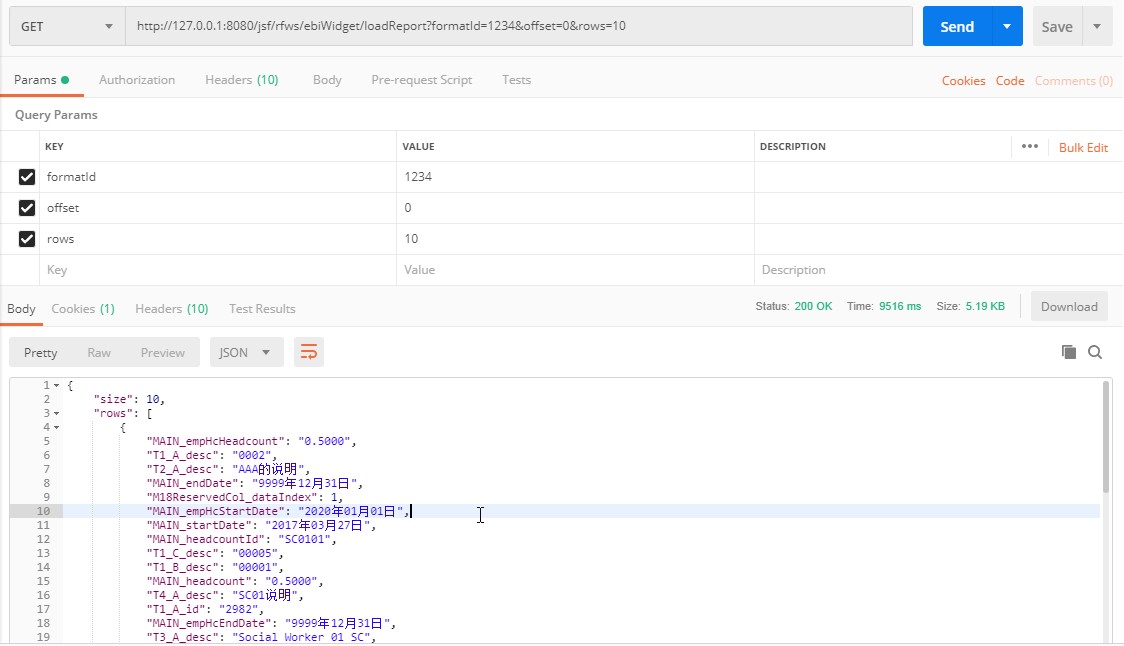 GET http://127.0.0.1:8080/jsf/rfws/ebiWidget/loadReport?formatId=1234&offset=0&rows=10 Send Save
Params Authorization Headers (10) Body Pre-request Script Tests Cookies Code Comments (0)
Query Params
KEY VALUE DESCRIPTION ••• Bulk Edit
formatId 1234
offset 0
rows 10
Key Value Description
Body Cookies (1) Headers (10) Test Results Status: 200 OK Time: 9516 ms Size: 5.19 KB Download
Pretty Raw Preview JSON
1 {
2 "size": 10,
3 "rows": [
4 {
5 "MAIN_empHcHeadcount": "0.5000",
6 "T1_A_desc": "0002",
7 "T2_A_desc": "AAA的说明",
8 "MAIN_endDate": "9999年12月31日",
9 "M18ReservedCol_dataIndex": 1,
10 "MAIN_empHcStartDate": "2020年01月01日",
11 "MAIN_startDate": "2017年03月27日",
12 "MAIN_headcountId": "SC0101",
13 "T1_C_desc": "00005",
14 "T1_B_desc": "00001",
15 "MAIN_headcount": "0.5000",
16 "T4_A_desc": "SC01说明",
17 "T1_A_id": "2982",
18 "MAIN_empHcEndDate": "9999年12月31日",
19 "T3_A_desc": "Social Worker 01 SC",